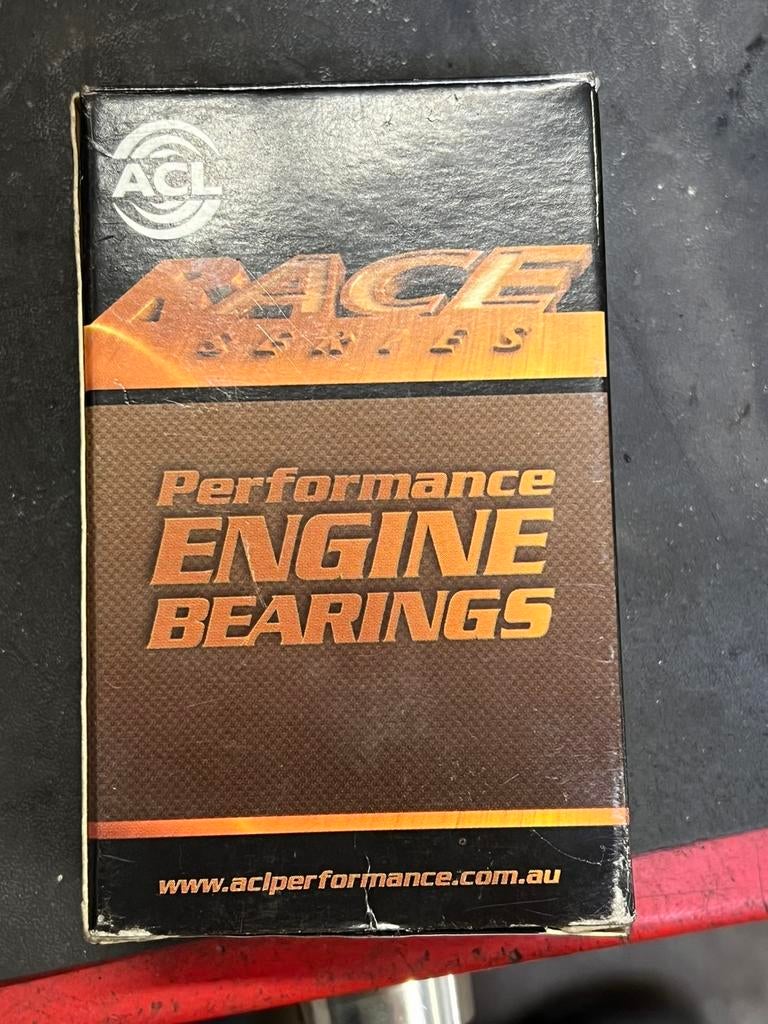 ACL
RACE
SERIES
Performance
ENGINE
BEARINGS
www.aclperformance.com.au